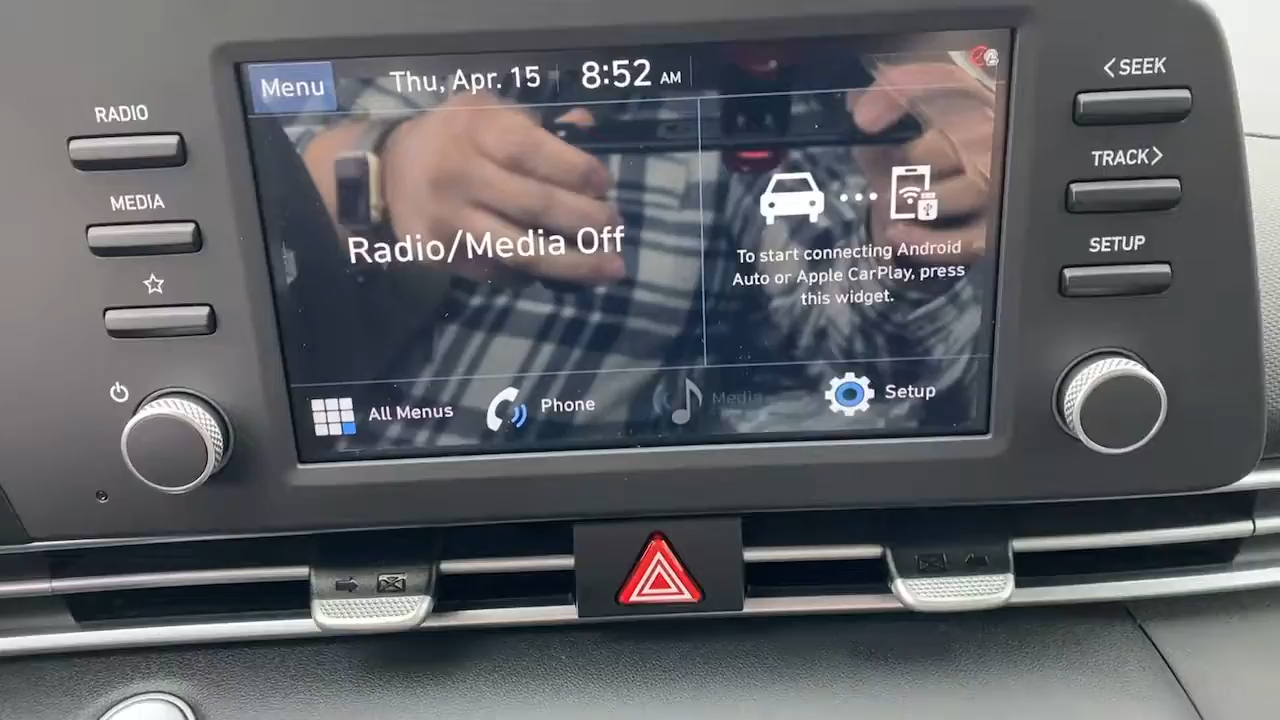 RADIO
MEDIA
Menu
Thu, Apr. 15
8:52 AM
Radio/Media Off
To start connecting Android
Auto or Apple CarPlay, press
this widget.
All Menus
Phone
Media
Setup
<SEEK
TRACK>
SETUP